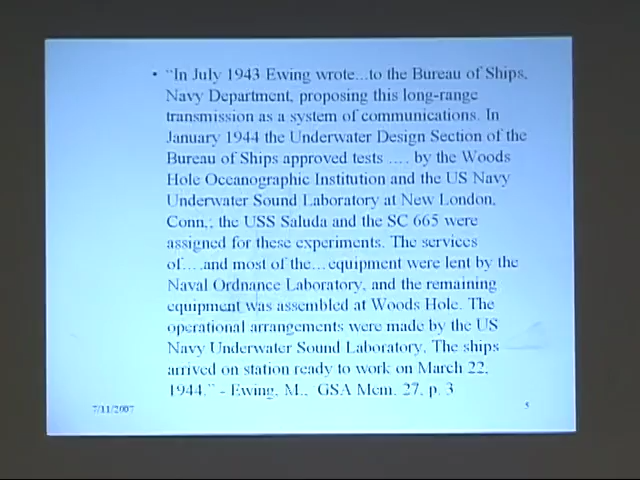 • “In July 1943 Ewing wrote...to the Bureau of Ships,
Navy Department, proposing this long-range
transmission as a system of communications. In
January 1944 the Underwater Design Section of the
Bureau of Ships approved tests .... by the Woods
Hole Oceanographic Institution and the US Navy
Underwater Sound Laboratory at New London,
Conn,; the USS Saluda and the SC 665 were
assigned for these experiments. The services
of....and most of the...equipment were lent by the
Naval Ordnance Laboratory, and the remaining
equipment was assembled at Woods Hole. The
operational arrangements were made by the US
Navy Underwater Sound Laboratory, The ships
arrived on station ready to work on March 22,
1944.” - Ewing, M., GSA Mem. 27, p. 3
7/11/2007
5